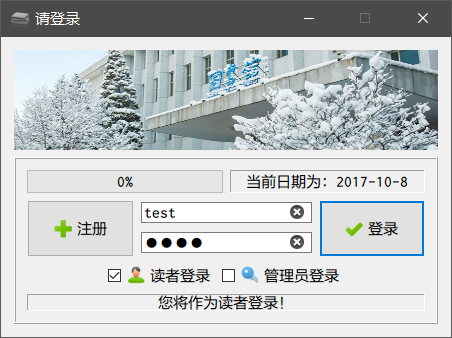 请登录
图书馆
0%
当前日期为：2017-10-8
注册
test
●●●●
登录
读者登录
管理员登录
您将作为读者登录！